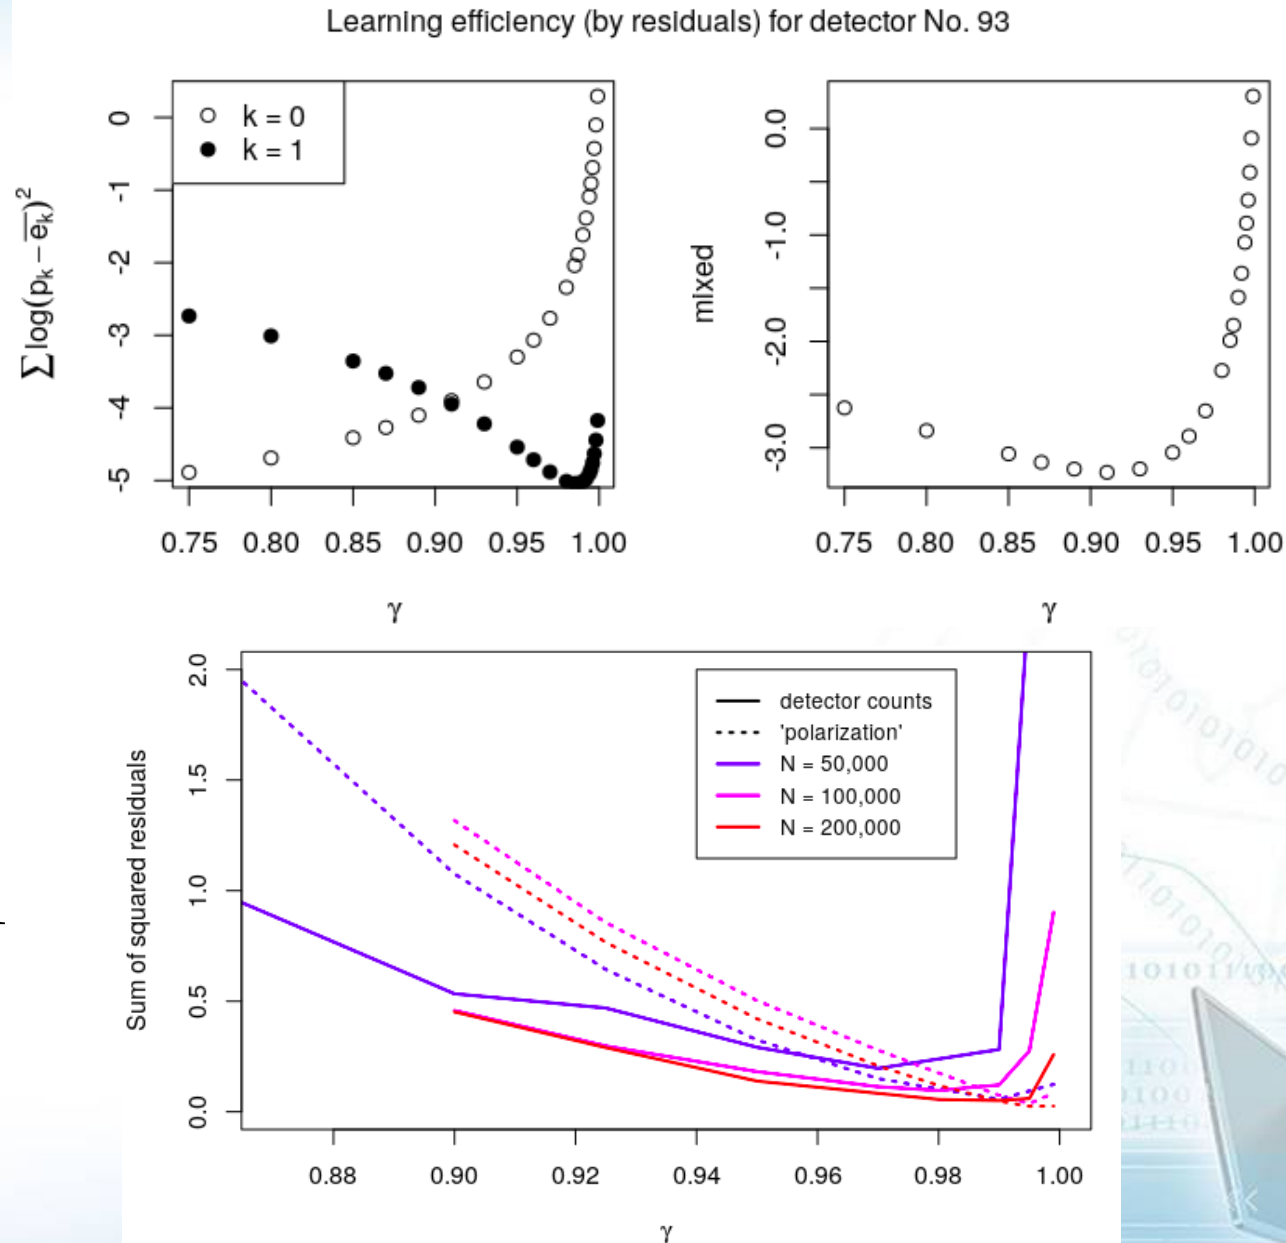 Learning efficiency (by residuals) for detector No. 93
∑log(pₖ − e̅ₖ)²
0
-1
-2
-3
-4
-5
k = 0
k = 1
0.75 0.80 0.85 0.90 0.95 1.00
γ
mixed
0.0
-1.0
-2.0
-3.0
0.75 0.80 0.85 0.90 0.95 1.00
γ
Sum of squared residuals
2.0
1.5
1.0
0.5
0.0
detector counts
'polarization'
N = 50,000
N = 100,000
N = 200,000
0.88 0.90 0.92 0.94 0.96 0.98 1.00
γ